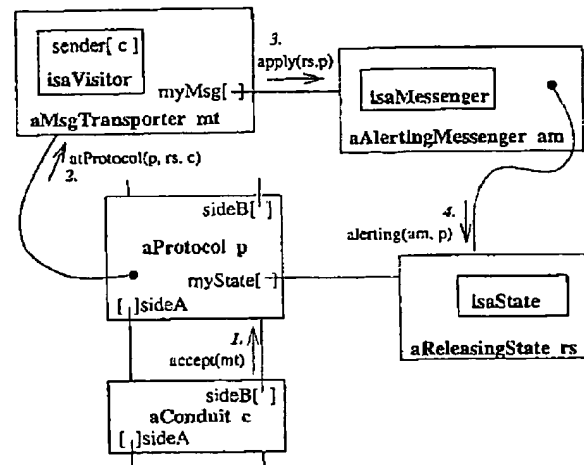 sender[ c]
isaVisitor
myMsg[ ]
aMsgTransporter mt
3.
apply(rs,p)
isaMessenger
aAlertingMessenger am
atProtocol(p, rs, c)
2.
sideB[ ]
aProtocol p
myState[ ]
[ ]sideA
4.
alerting(am, p)
isaState
aReleasingState rs
1.
accept(mt)
sideB[ ]
aConduit c
[ ]sideA